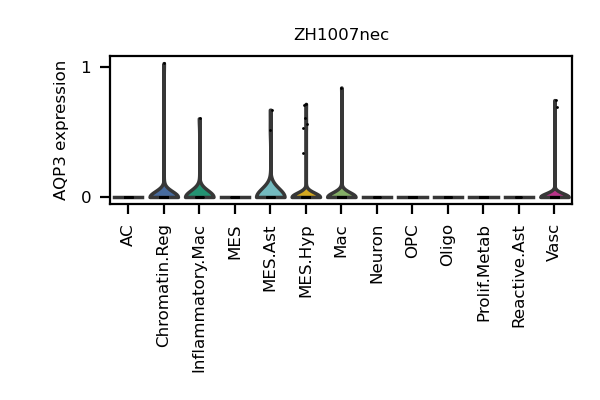 ZH1007nec
AQP3 expression
1
0
AC
Chromatin.Reg
Inflammatory.Mac
MES
MES.Ast
MES.Hyp
Mac
Neuron
OPC
Oligo
Prolif.Metab
Reactive.Ast
Vasc